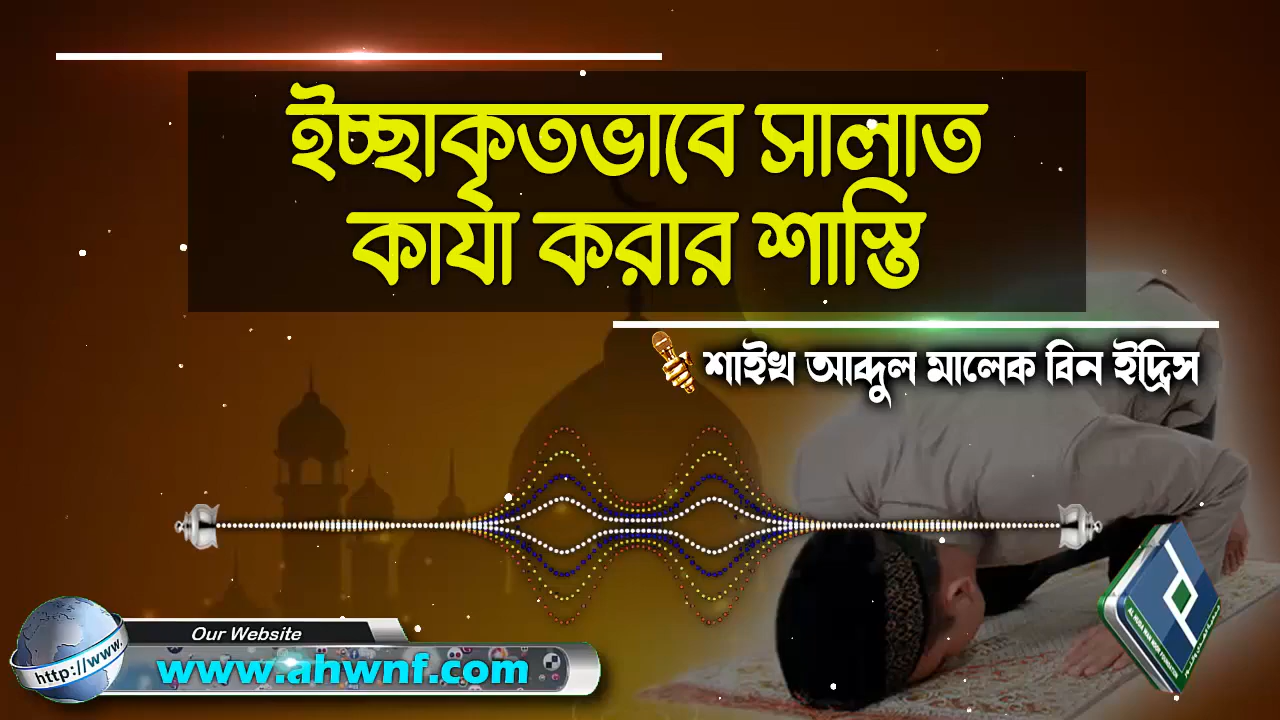 ইচ্ছাকৃতভাবে সালাত
কাযা করার শাস্তি
শাইখ আব্দুল মালেক বিন ইদ্রিস
Our Website
http://www.
www.ahwnf.com